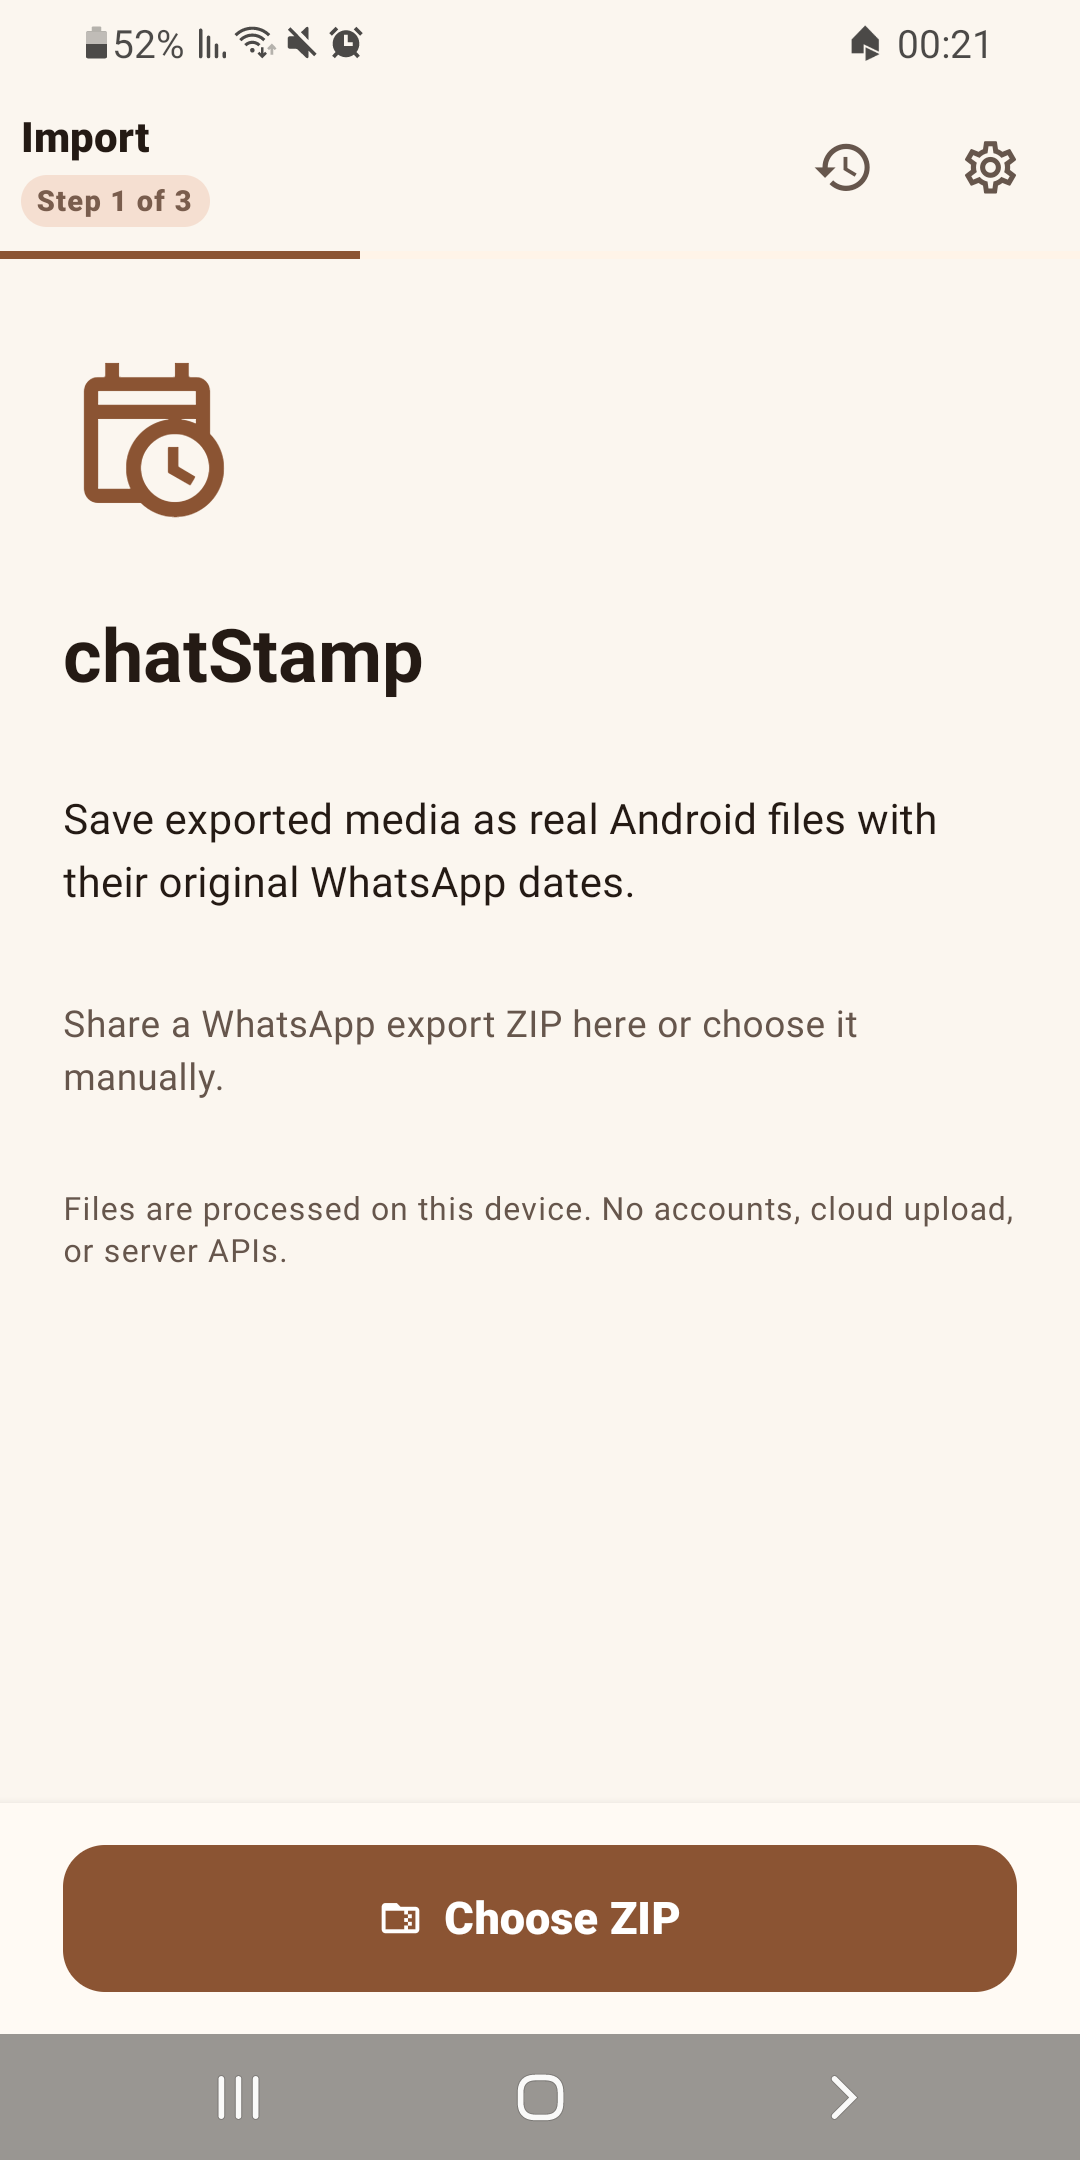 52%
00:21
Import
Step 1 of 3
chatStamp
Save exported media as real Android files with
their original WhatsApp dates.
Share a WhatsApp export ZIP here or choose it
manually.
Files are processed on this device. No accounts, cloud upload,
or server APIs.
Choose ZIP